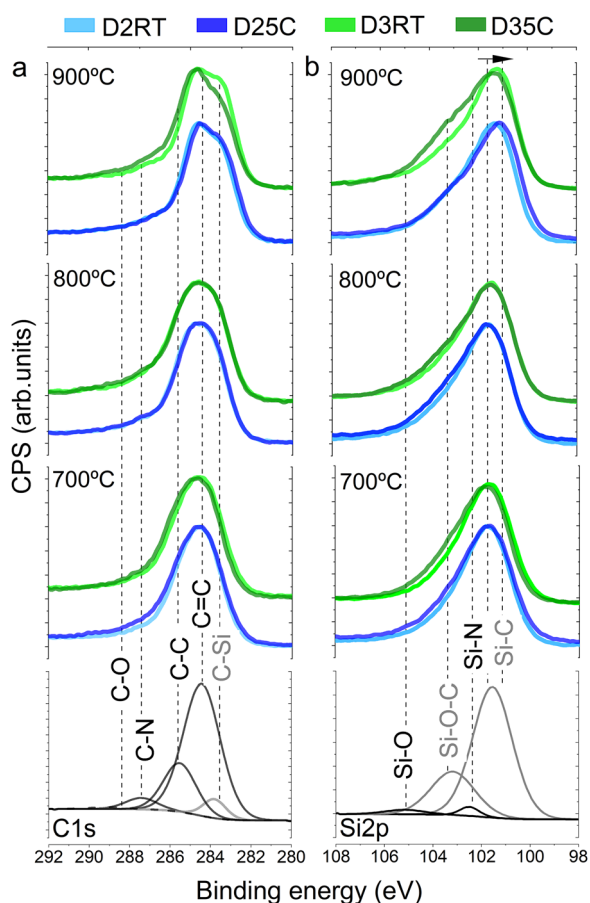 D2RT D25C D3RT D35C
a b
900ºC 900ºC
800ºC 800ºC
CPS (arb.units)
700ºC 700ºC
C-O
C-N
C-C
C=C
C-Si
Si-O
Si-O-C
Si-N
Si-C
C1s Si2p
292 290 288 286 284 282 280 108 106 104 102 100 98
Binding energy (eV)